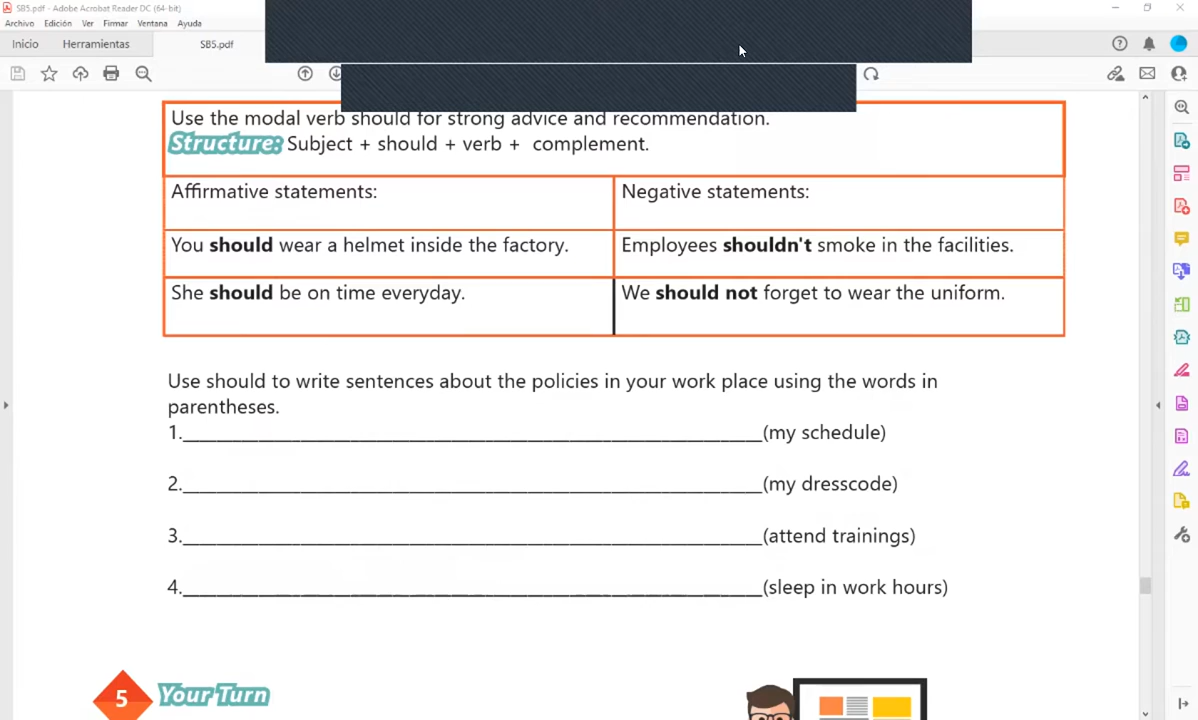 SB5.pdf - Adobe Acrobat Reader DC (64-bit)
Archivo Edición Ver Firmar Ventana Ayuda
Inicio Herramientas SB5.pdf
Use the modal verb should for strong advice and recommendation.
Structure: Subject + should + verb + complement.
Affirmative statements: Negative statements:
You should wear a helmet inside the factory. Employees shouldn't smoke in the facilities.
She should be on time everyday. We should not forget to wear the uniform.
Use should to write sentences about the policies in your work place using the words in
parentheses.
1.______________________________(my schedule)
2.______________________________(my dresscode)
3.______________________________(attend trainings)
4.______________________________(sleep in work hours)
5 Your Turn